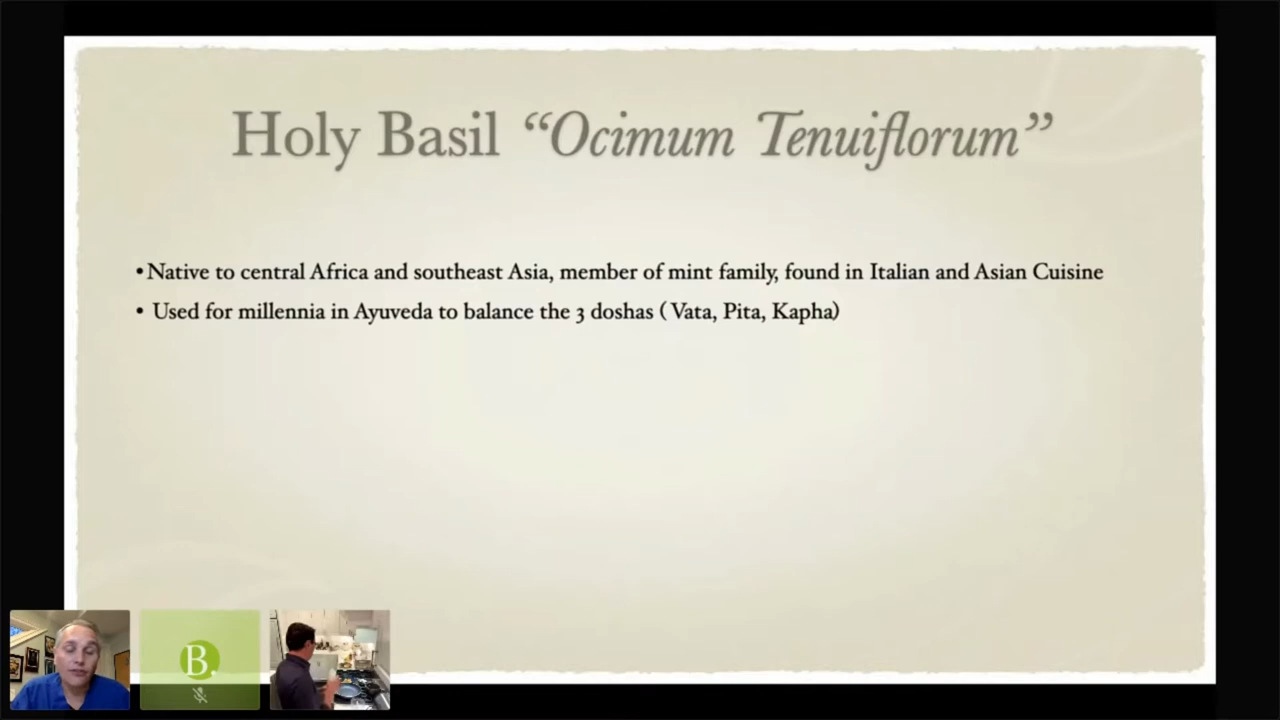 Holy Basil “Ocimum Tenuiflorum”
•Native to central Africa and southeast Asia, member of mint family, found in Italian and Asian Cuisine
• Used for millennia in Ayuveda to balance the 3 doshas ( Vata, Pita, Kapha)
B.